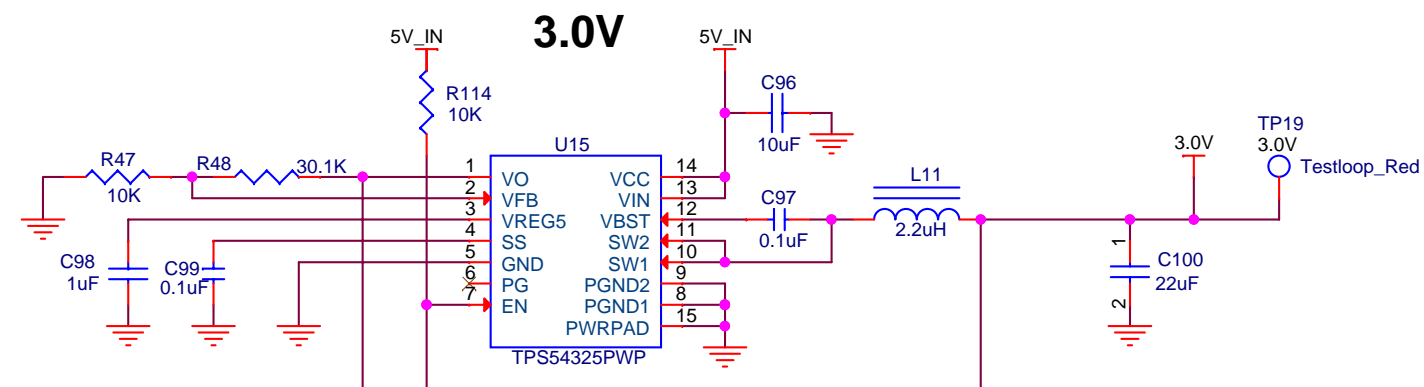 3.0V
5V_IN
5V_IN
R114
10K
C96
10uF
TP19
3.0V
3.0V
Testloop_Red
U15
R47
10K
R48
30.1K
1
VO
2
VFB
3
VREG5
4
SS
5
GND
6
PG
7
EN
VCC
14
VIN
13
VBST
12
SW2
11
SW1
10
PGND2
9
PGND1
8
PWRPAD
15
TPS54325PWP
C97
0.1uF
L11
2.2uH
C98
1uF
C99
0.1uF
1
C100
22uF
2